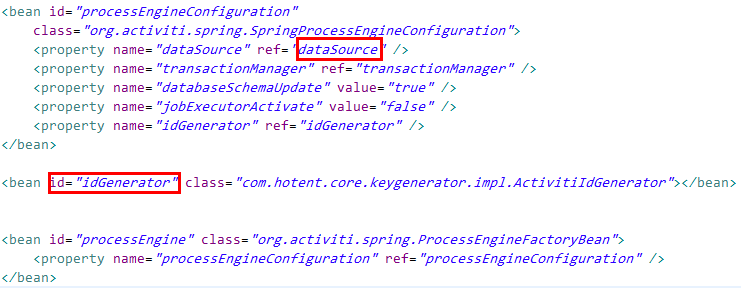 <bean id="processEngineConfiguration"
class="org.activiti.spring.SpringProcessEngineConfiguration">
<property name="dataSource" ref="dataSource" />
<property name="transactionManager" ref="transactionManager" />
<property name="databaseSchemaUpdate" value="true" />
<property name="jobExecutorActivate" value="false" />
<property name="idGenerator" ref="idGenerator" />
</bean>
<bean id="idGenerator" class="com.hotent.core.keygenerator.impl.ActivitiIdGenerator"></bean>
<bean id="processEngine" class="org.activiti.spring.ProcessEngineFactoryBean">
<property name="processEngineConfiguration" ref="processEngineConfiguration" />
</bean>